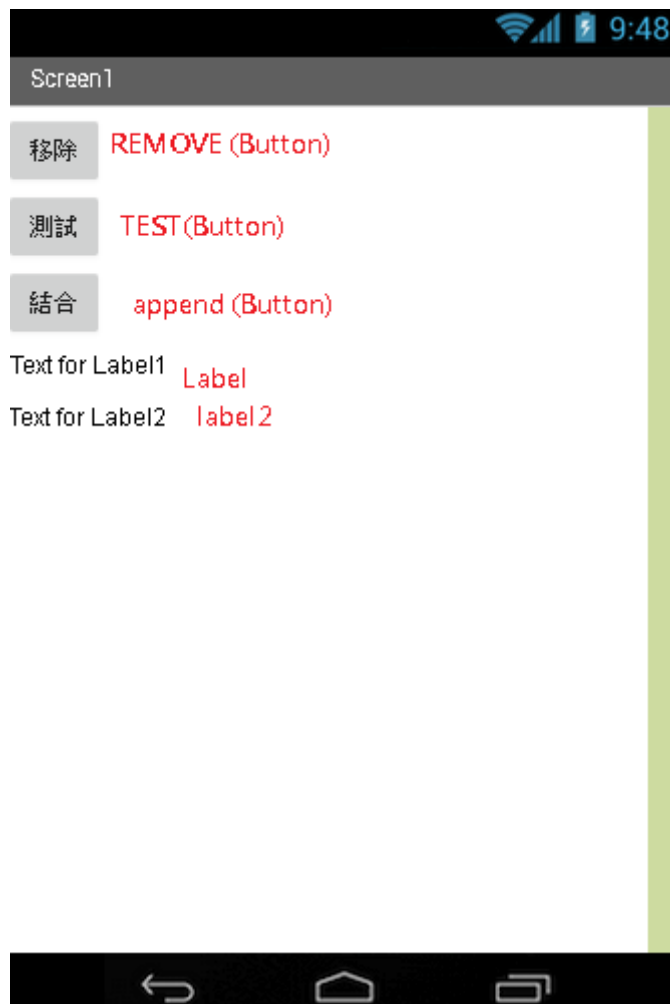 9:48
Screen1
移除 REMOVE (Button)
測試 TEST(Button)
結合 append (Button)
Text for Label1 Label
Text for Label2 label2